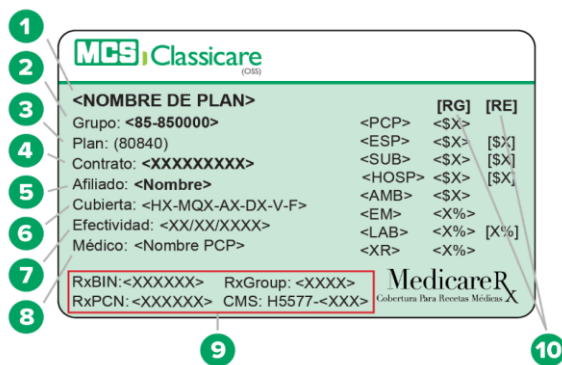 1
MCS Classicare
(OSS)
2
<NOMBRE DE PLAN> [RG] [RE]
Grupo: <85-850000> <PCP> <$X>
3
Plan: (80840) <ESP> <$X> [$X]
4
Contrato: <XXXXXXXXX> <SUB> <$X> [$X]
5
Afiliado: <Nombre> <HOSP> <$X> [$X]
6
Cubierta: <HX-MQX-AX-DX-V-F> <AMB> <$X>
7
Efectividad: <XX/XX/XXXX> <EM> <X%>
8
Médico: <Nombre PCP> <LAB> <X%> [X%]
<XR> <X%>
RxBIN:<XXXXXX> RxGroup: <XXXX>
RxPCN:<XXXXXX> CMS: H5577-<XXX>
MedicareRx
Cobertura Para Recetas Médicas
9
10